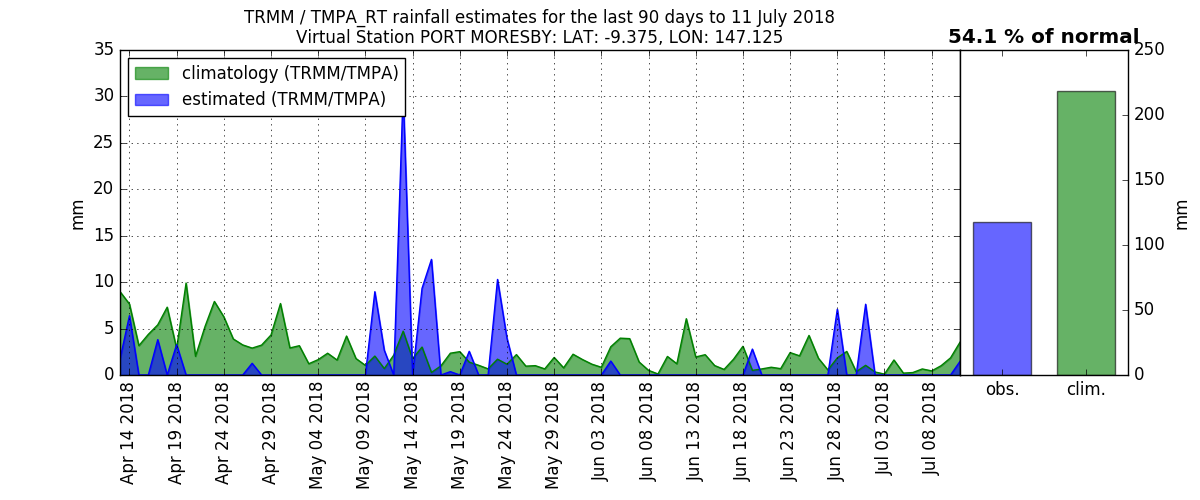 TRMM / TMPA_RT rainfall estimates for the last 90 days to 11 July 2018
Virtual Station PORT MORESBY: LAT: -9.375, LON: 147.125
54.1 % of normal
climatology (TRMM/TMPA)
estimated (TRMM/TMPA)
35
30
25
20
15
10
5
0
mm
Apr 14 2018
Apr 19 2018
Apr 24 2018
Apr 29 2018
May 04 2018
May 09 2018
May 14 2018
May 19 2018
May 24 2018
May 29 2018
Jun 03 2018
Jun 08 2018
Jun 13 2018
Jun 18 2018
Jun 23 2018
Jun 28 2018
Jul 03 2018
Jul 08 2018
obs.
clim.
250
200
150
100
50
0
mm